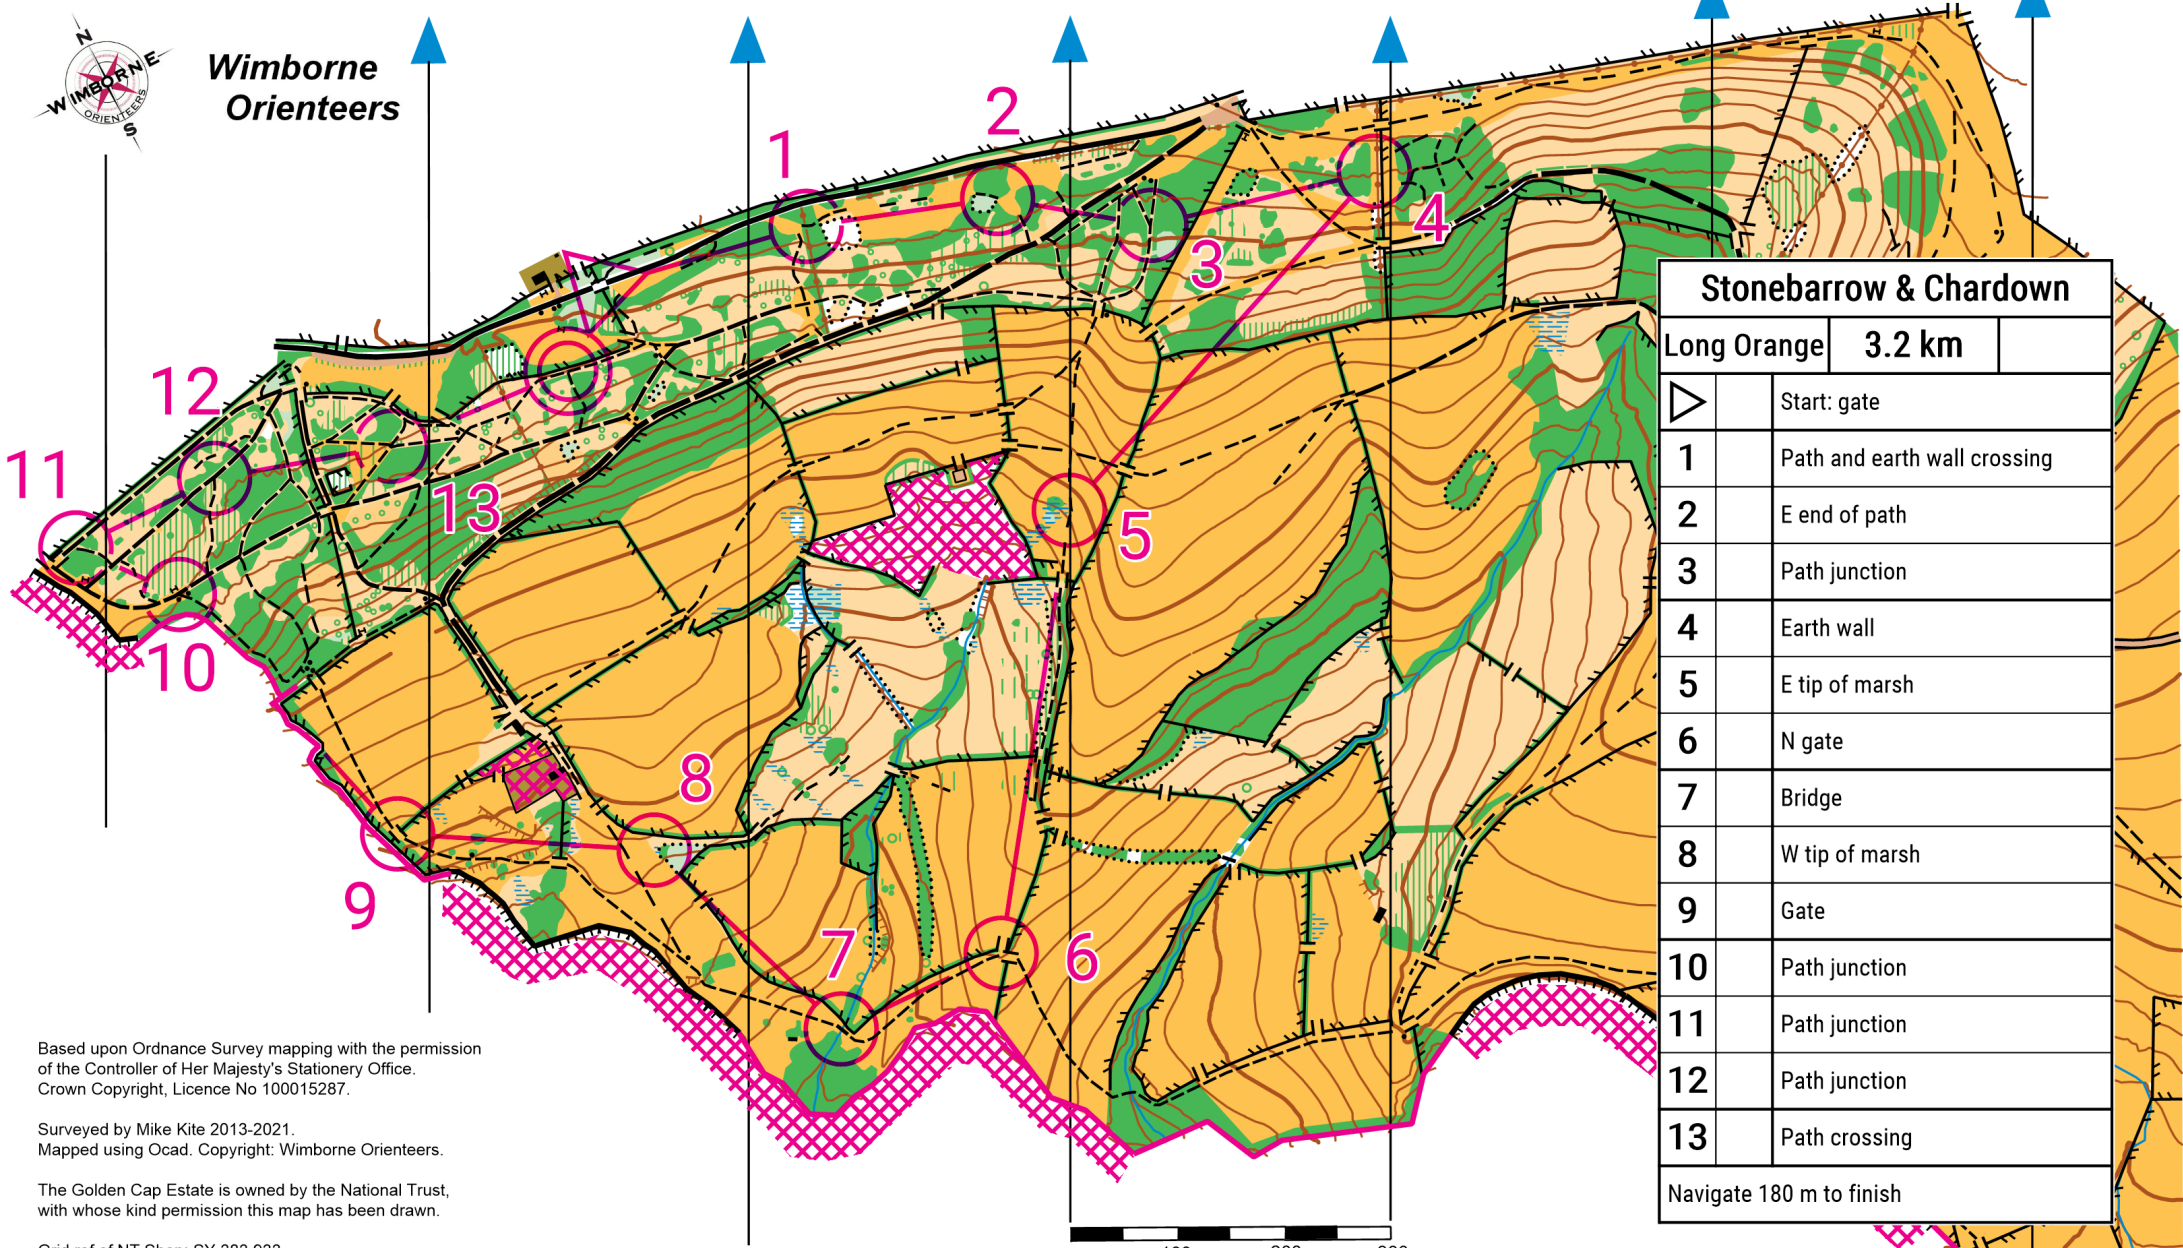 N
WIMBORNE
ORIENTEERS
S
Wimborne
Orienteers
1
2
3
4
5
6
7
8
9
10
11
12
13
Stonebarrow & Chardown
Long Orange 3.2 km
Start: gate
1 Path and earth wall crossing
2 E end of path
3 Path junction
4 Earth wall
5 E tip of marsh
6 N gate
7 Bridge
8 W tip of marsh
9 Gate
10 Path junction
11 Path junction
12 Path junction
13 Path crossing
Navigate 180 m to finish
Based upon Ordnance Survey mapping with the permission
of the Controller of Her Majesty's Stationery Office.
Crown Copyright, Licence No 100015287.
Surveyed by Mike Kite 2013-2021.
Mapped using Ocad. Copyright: Wimborne Orienteers.
The Golden Cap Estate is owned by the National Trust,
with whose kind permission this map has been drawn.